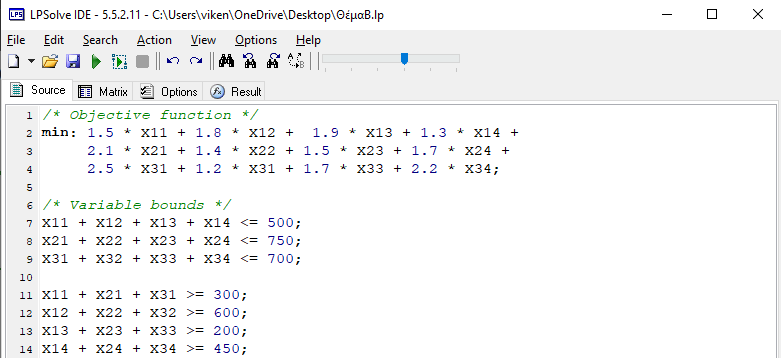 LPSolve IDE - 5.5.2.11 - C:\Users\viken\OneDrive\Desktop\ΘέμαB.lp
File Edit Search Action View Options Help
Source Matrix Options Result
1 /* Objective function */
2 min: 1.5 * X11 + 1.8 * X12 + 1.9 * X13 + 1.3 * X14 +
3 2.1 * X21 + 1.4 * X22 + 1.5 * X23 + 1.7 * X24 +
4 2.5 * X31 + 1.2 * X31 + 1.7 * X33 + 2.2 * X34;
5
6 /* Variable bounds */
7 X11 + X12 + X13 + X14 <= 500;
8 X21 + X22 + X23 + X24 <= 750;
9 X31 + X32 + X33 + X34 <= 700;
10
11 X11 + X21 + X31 >= 300;
12 X12 + X22 + X32 >= 600;
13 X13 + X23 + X33 >= 200;
14 X14 + X24 + X34 >= 450;